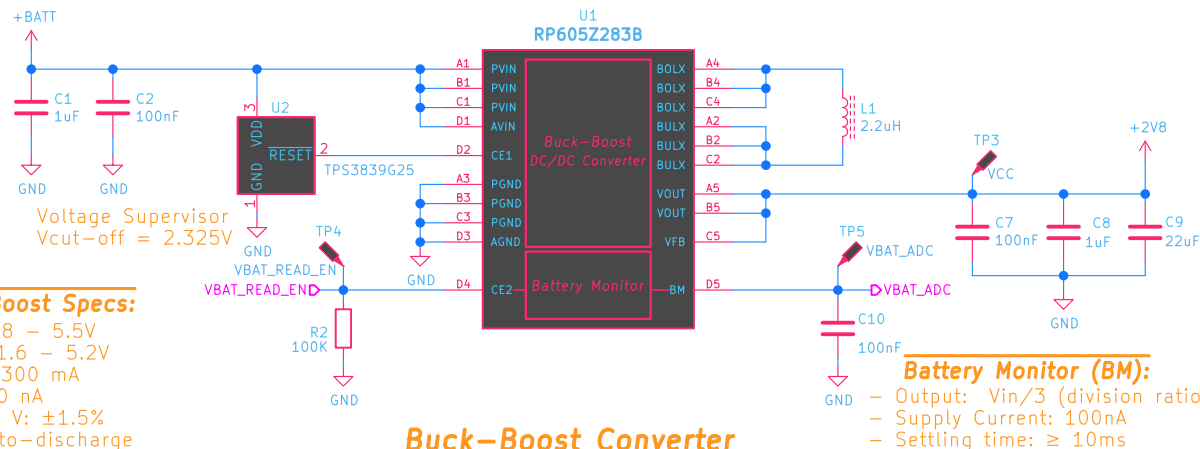 +BATT
C1
1uF
C2
100nF
GND
GND
U2
3
VDD
RESET
2
GND
1
TPS3839G25
GND
Voltage Supervisor
Vcut-off = 2.325V
U1
RP605Z283B
A1 PVIN
B1 PVIN
C1 PVIN
D1 AVIN
D2 CE1
A3 PGND
B3 PGND
C3 PGND
D3 AGND
D4 CE2
GND
Buck-Boost
DC/DC Converter
Battery Monitor
BOLX A4
BOLX B4
BOLX C4
BULX A2
BULX B2
BULX C2
VOUT A5
VOUT B5
VFB C5
BM D5
L1
2.2uH
+2V8
TP3
VCC
C7
100nF
C8
1uF
C9
22uF
GND
TP4
VBAT_READ_EN
VBAT_READ_EN
R2
100K
GND
TP5
VBAT_ADC
VBAT_ADC
C10
100nF
GND
Boost Specs:
8 - 5.5V
1.6 - 5.2V
300 mA
0 nA
V: ±1.5%
to-discharge
Buck-Boost Converter
Battery Monitor (BM):
- Output: Vin/3 (division ratio
- Supply Current: 100nA
- Settling time: ≥ 10ms